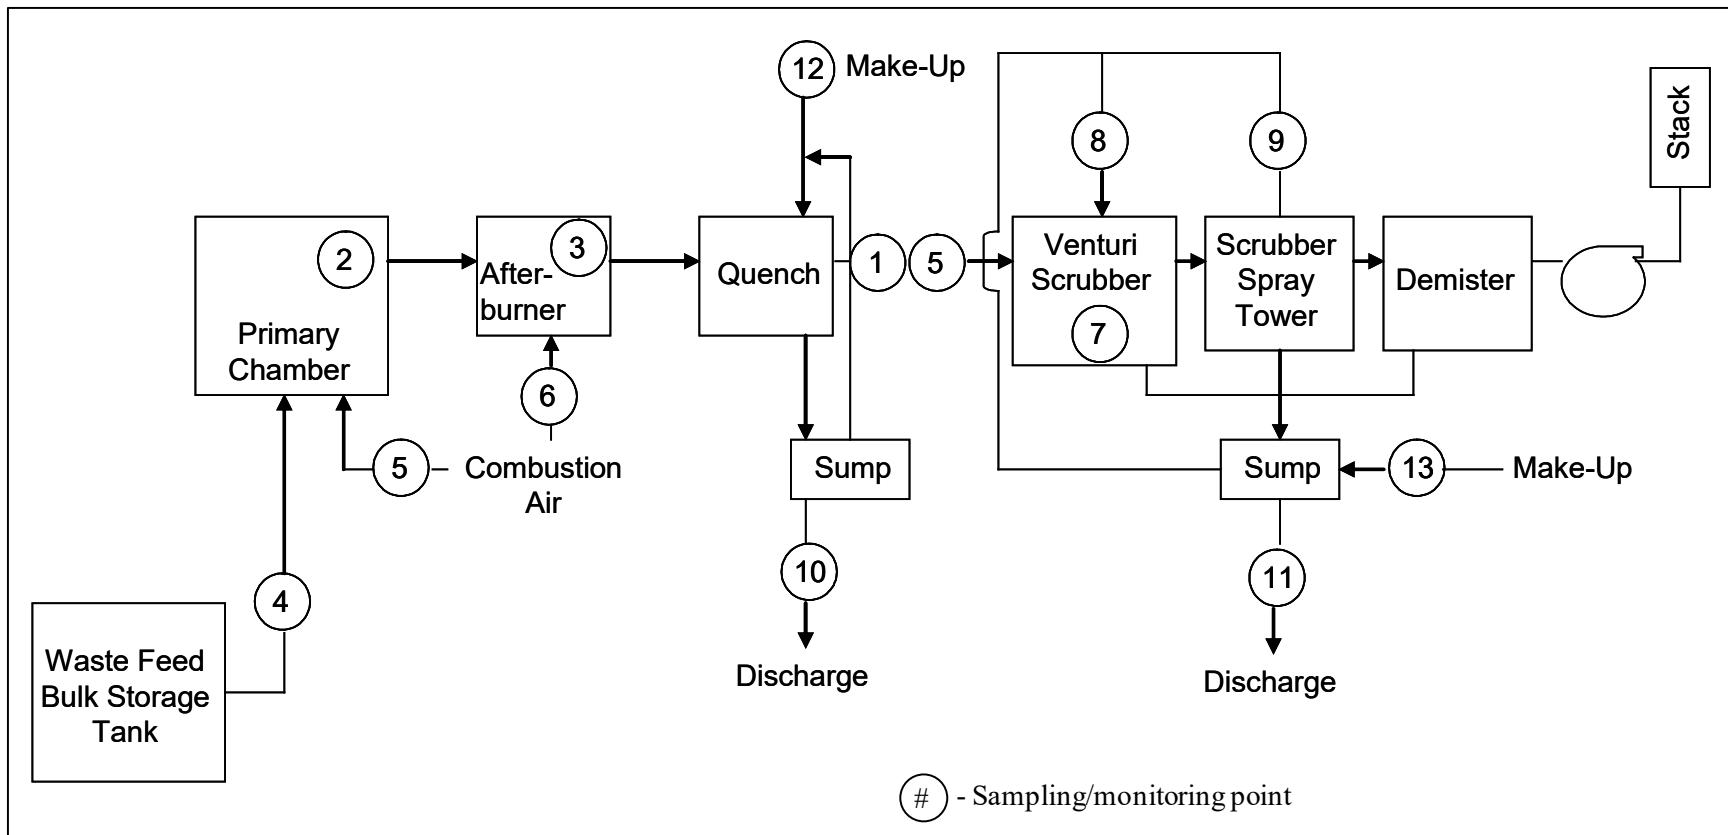 12 Make-Up
Stack
8
9
2
3
1
5
After-
burner
Quench
Venturi
Scrubber
7
Scrubber
Spray
Tower
Demister
Primary
Chamber
6
5
Combustion
Air
Sump
Sump
13
Make-Up
4
10
11
Discharge
Discharge
Waste Feed
Bulk Storage
Tank
# - Sampling/monitoring point